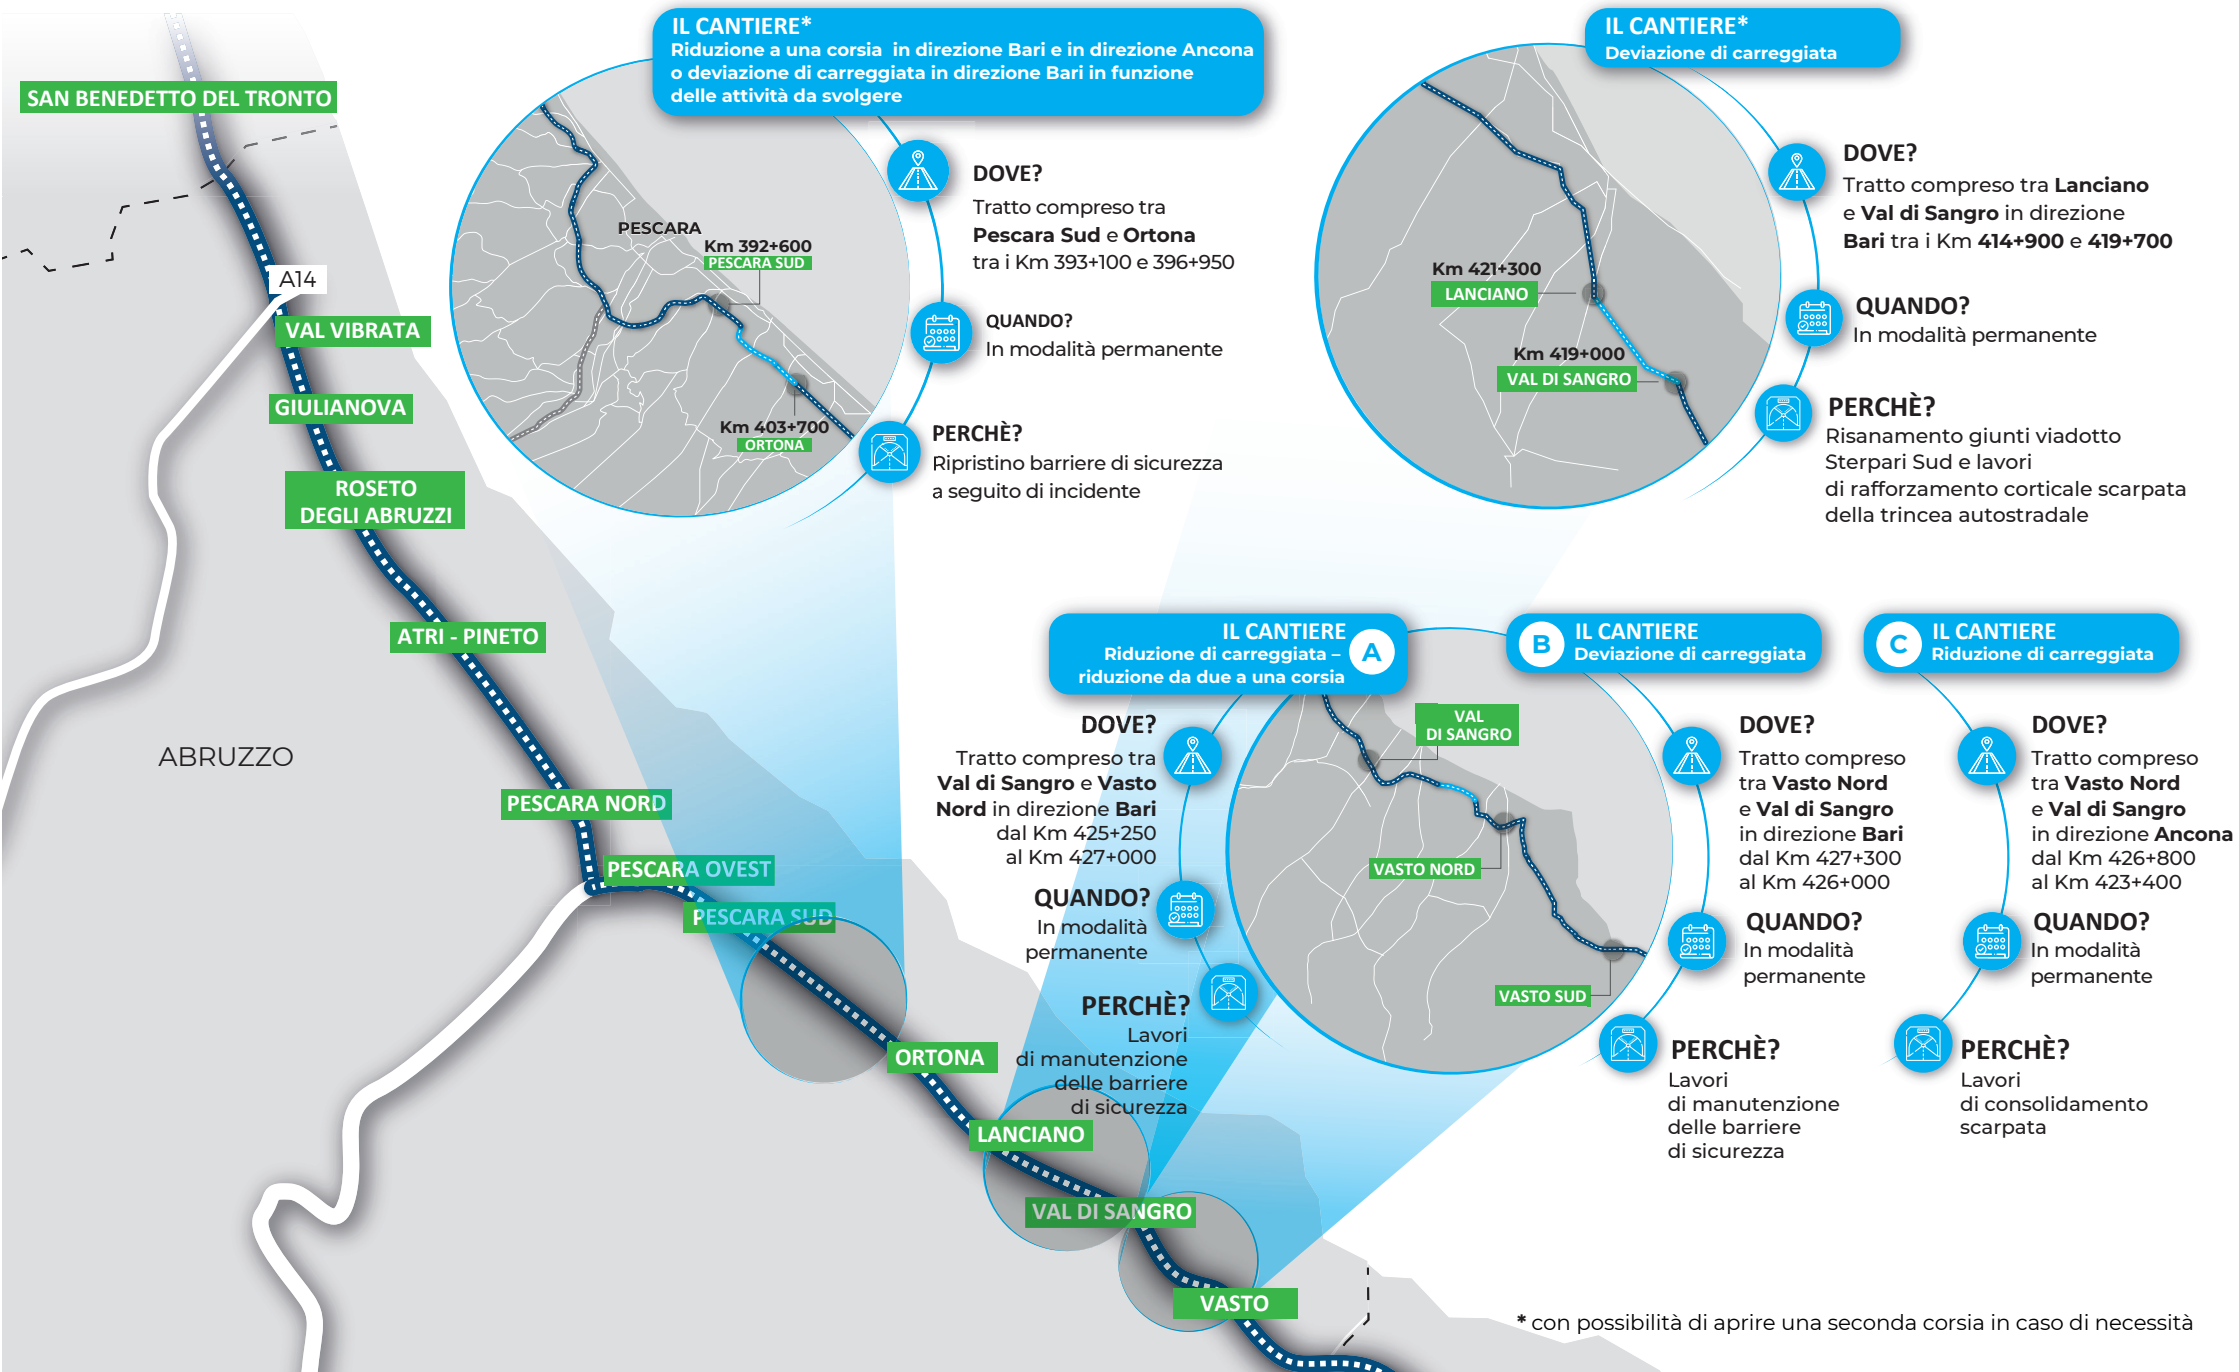 IL CANTIERE*
Riduzione a una corsia in direzione Bari e in direzione Ancona
o deviazione di carreggiata in direzione Bari in funzione
delle attività da svolgere
DOVE?
Tratto compreso tra
Pescara Sud e Ortona
tra i Km 393+100 e 396+950
QUANDO?
In modalità permanente
PERCHÈ?
Ripristino barriere di sicurezza
a seguito di incidente
PESCARA
Km 392+600
PESCARA SUD
Km 403+700
ORTONA
IL CANTIERE*
Deviazione di carreggiata
DOVE?
Tratto compreso tra Lanciano
e Val di Sangro in direzione
Bari tra i Km 414+900 e 419+700
QUANDO?
In modalità permanente
PERCHÈ?
Risanamento giunti viadotto
Sterpari Sud e lavori
di rafforzamento corticale scarpata
della trincea autostradale
Km 421+300
LANCIANO
Km 419+000
VAL DI SANGRO
SAN BENEDETTO DEL TRONTO
A14
VAL VIBRATA
GIULIANOVA
ROSETO
DEGLI ABRUZZI
ATRI - PINETO
ABRUZZO
PESCARA NORD
PESCARA OVEST
PESCARA SUD
ORTONA
LANCIANO
VAL DI SANGRO
VASTO
IL CANTIERE
Riduzione di carreggiata –
riduzione da due a una corsia
A
DOVE?
Tratto compreso tra
Val di Sangro e Vasto
Nord in direzione Bari
dal Km 425+250
al Km 427+000
QUANDO?
In modalità
permanente
PERCHÈ?
Lavori
di manutenzione
delle barriere
di sicurezza
VAL
DI SANGRO
VASTO NORD
VASTO SUD
B
IL CANTIERE
Deviazione di carreggiata
DOVE?
Tratto compreso
tra Vasto Nord
e Val di Sangro
in direzione Bari
dal Km 427+300
al Km 426+000
QUANDO?
In modalità
permanente
PERCHÈ?
Lavori
di manutenzione
delle barriere
di sicurezza
C
IL CANTIERE
Riduzione di carreggiata
DOVE?
Tratto compreso
tra Vasto Nord
e Val di Sangro
in direzione Ancona
dal Km 426+800
al Km 423+400
QUANDO?
In modalità
permanente
PERCHÈ?
Lavori
di consolidamento
scarpata
* con possibilità di aprire una seconda corsia in caso di necessità